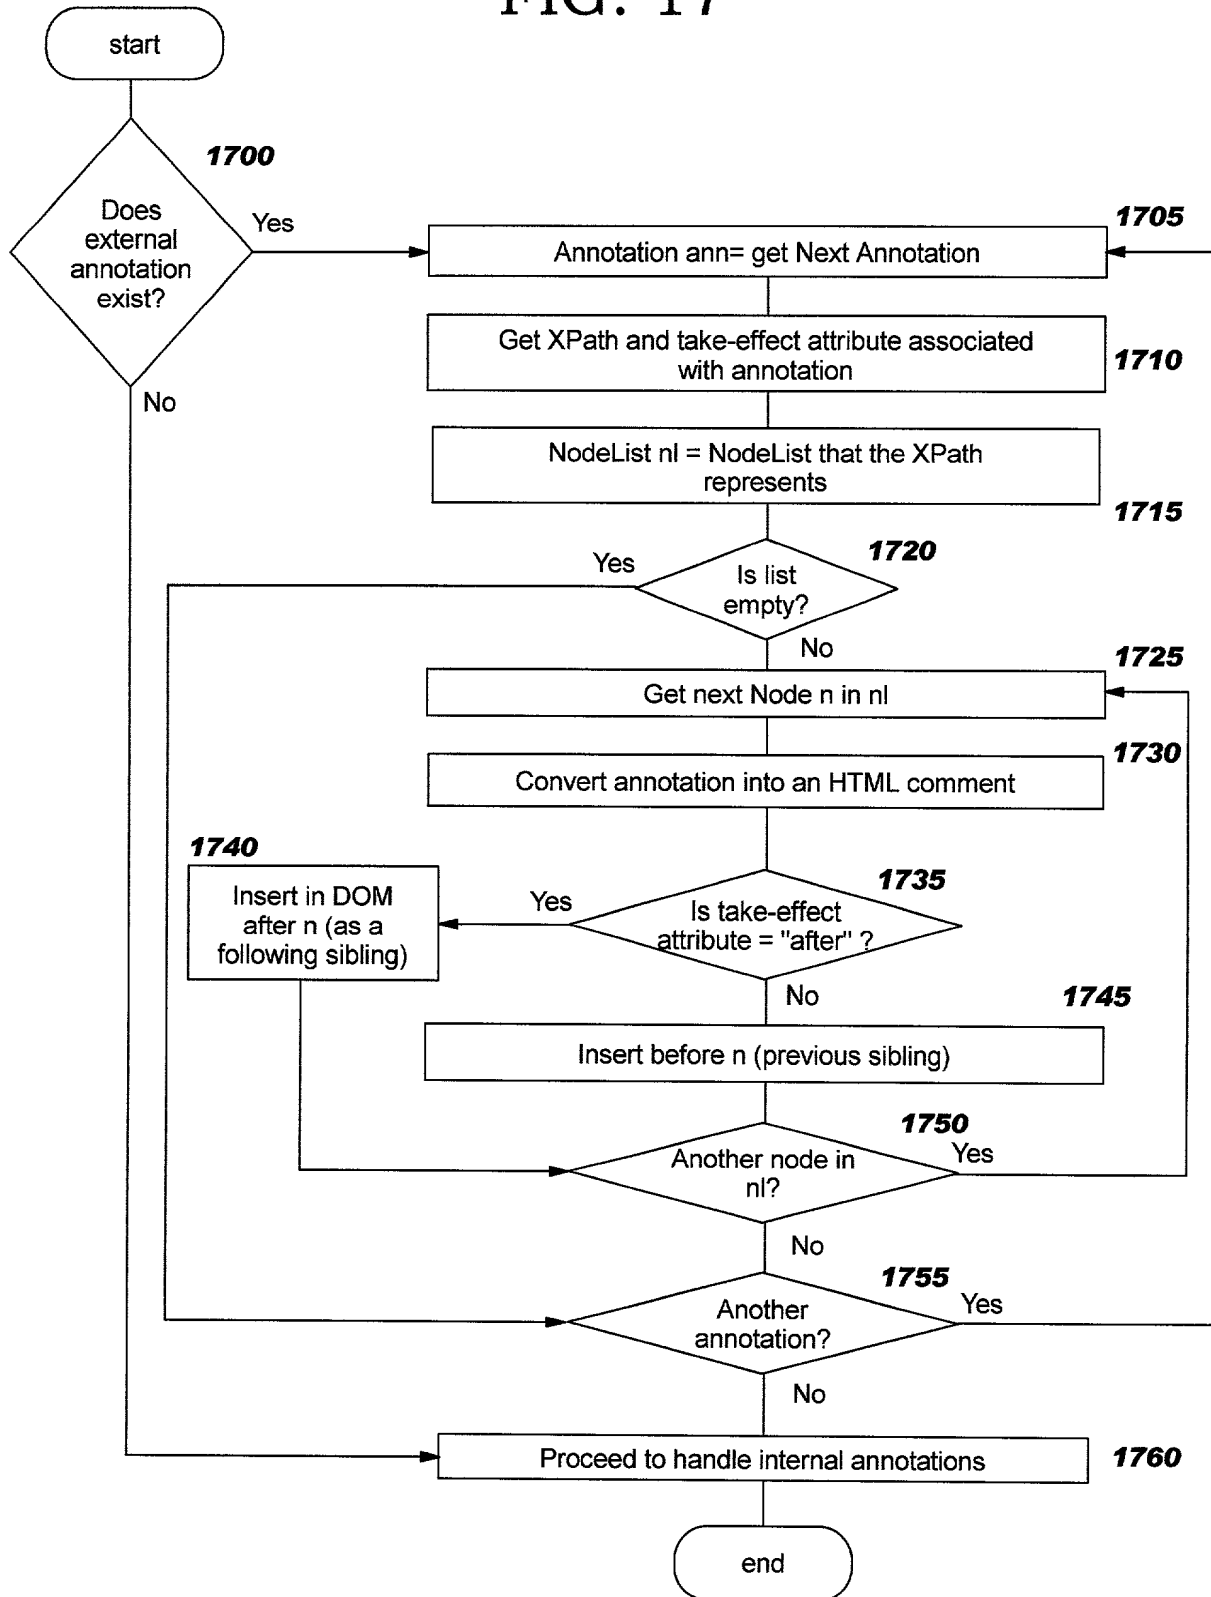 FIG. 17
start
1700
Does
external
annotation
exist?
Yes
No
1705
Annotation ann= get Next Annotation
Get XPath and take-effect attribute associated
with annotation
1710
NodeList nl = NodeList that the XPath
represents
1715
1720
Yes
Is list
empty?
No
1725
Get next Node n in nl
1730
Convert annotation into an HTML comment
1740
Insert in DOM
after n (as a
following sibling)
1735
Yes
Is take-effect
attribute = "after" ?
No
1745
Insert before n (previous sibling)
1750
Another node in
nl?
Yes
No
1755
Another
annotation?
Yes
No
Proceed to handle internal annotations
1760
end